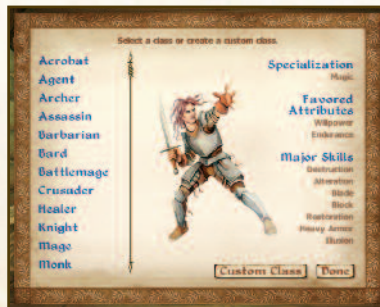 Select a class or create a custom class.
Acrobat
Agent
Archer
Assassin
Barbarian
Bard
Battlemage
Crusader
Healer
Knight
Mage
Monk
Specialization
Magic
Favored
Attributes
Willpower
Endurance
Major Skills
Destruction
Alteration
Blade
Block
Restoration
Heavy Armor
Illusion
Custom Class
Done